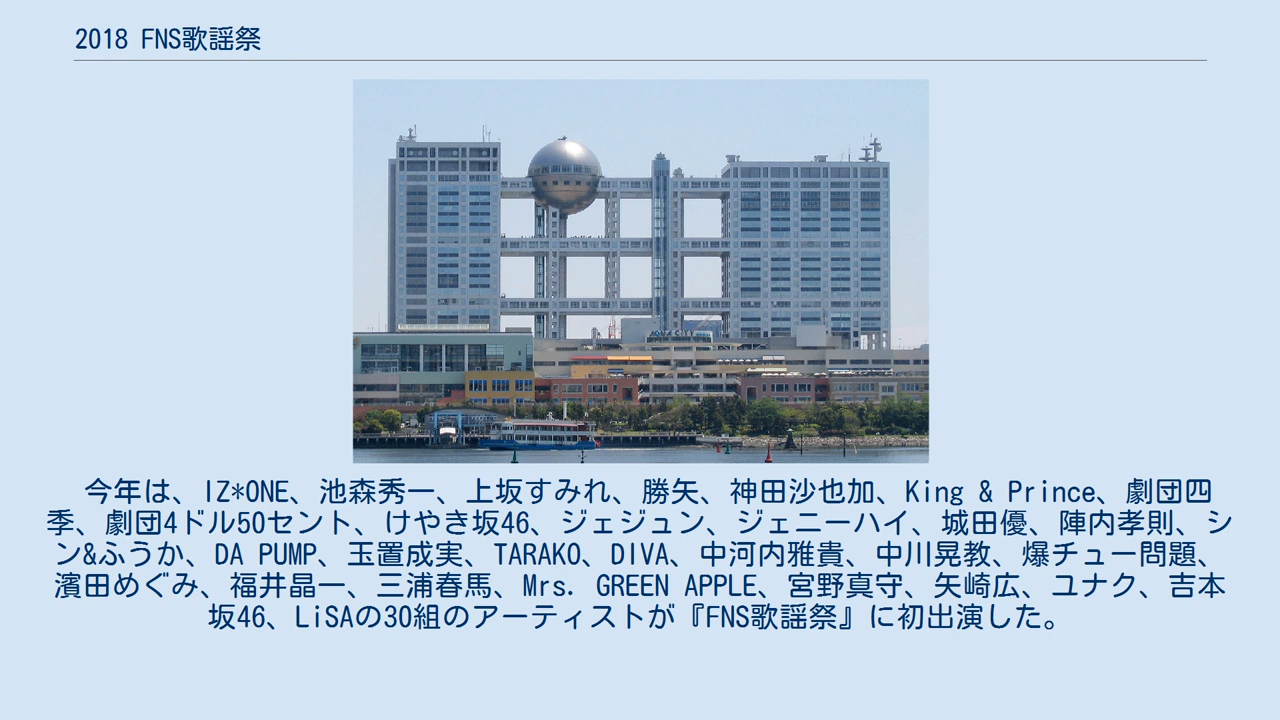 2018 FNS歌謡祭
AQUA CiTY
今年は、IZ*ONE、池森秀一、上坂すみれ、勝矢、神田沙也加、King & Prince、劇団四
季、劇団4ドル50セント、けやき坂46、ジェジュン、ジェニーハイ、城田優、陣内孝則、シ
ン&ふうか、DA PUMP、玉置成実、TARAKO、DIVA、中河内雅貴、中川晃教、爆チュー問題、
濱田めぐみ、福井晶一、三浦春馬、Mrs. GREEN APPLE、宮野真守、矢崎広、ユナク、吉本
坂46、LiSAの30組のアーティストが『FNS歌謡祭』に初出演した。